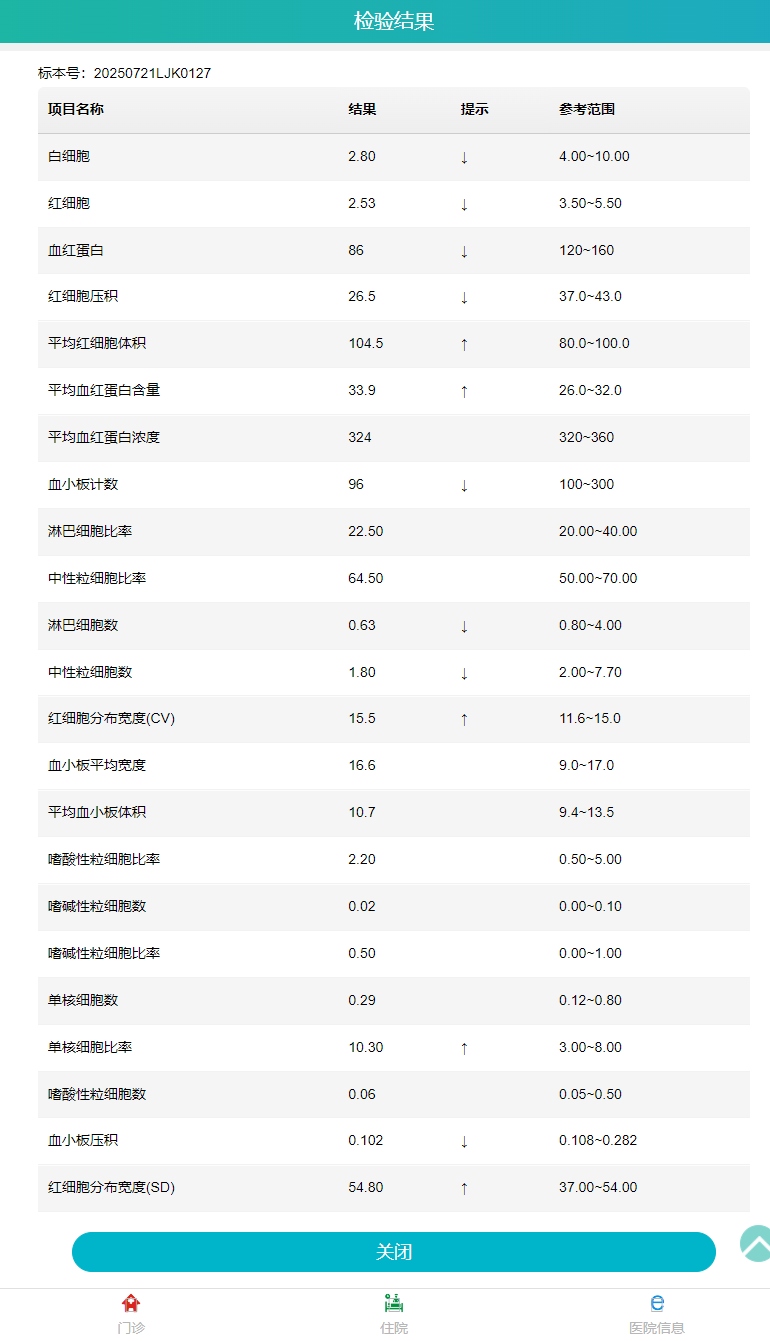 检验结果
标本号：20250721LJK0127
项目名称 结果 提示 参考范围
白细胞 2.80 ↓ 4.00~10.00
红细胞 2.53 ↓ 3.50~5.50
血红蛋白 86 ↓ 120~160
红细胞压积 26.5 ↓ 37.0~43.0
平均红细胞体积 104.5 ↑ 80.0~100.0
平均血红蛋白含量 33.9 ↑ 26.0~32.0
平均血红蛋白浓度 324 320~360
血小板计数 96 ↓ 100~300
淋巴细胞比率 22.50 20.00~40.00
中性粒细胞比率 64.50 50.00~70.00
淋巴细胞数 0.63 ↓ 0.80~4.00
中性粒细胞数 1.80 ↓ 2.00~7.70
红细胞分布宽度(CV) 15.5 ↑ 11.6~15.0
血小板平均宽度 16.6 9.0~17.0
平均血小板体积 10.7 9.4~13.5
嗜酸性粒细胞比率 2.20 0.50~5.00
嗜碱性粒细胞数 0.02 0.00~0.10
嗜碱性粒细胞比率 0.50 0.00~1.00
单核细胞数 0.29 0.12~0.80
单核细胞比率 10.30 ↑ 3.00~8.00
嗜酸性粒细胞数 0.06 0.05~0.50
血小板压积 0.102 ↓ 0.108~0.282
红细胞分布宽度(SD) 54.80 ↑ 37.00~54.00
关闭
门诊 住院 医院信息